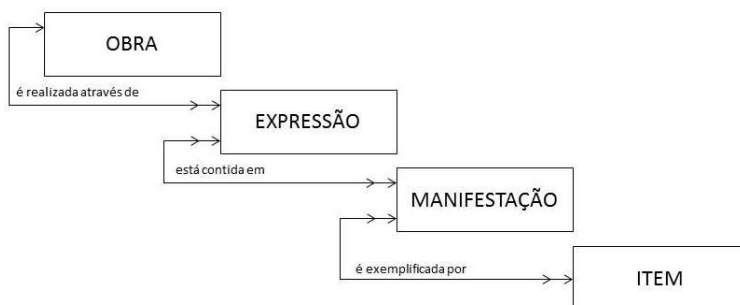 OBRA
é realizada através de
EXPRESSÃO
está contida em
MANIFESTAÇÃO
é exemplificada por
ITEM